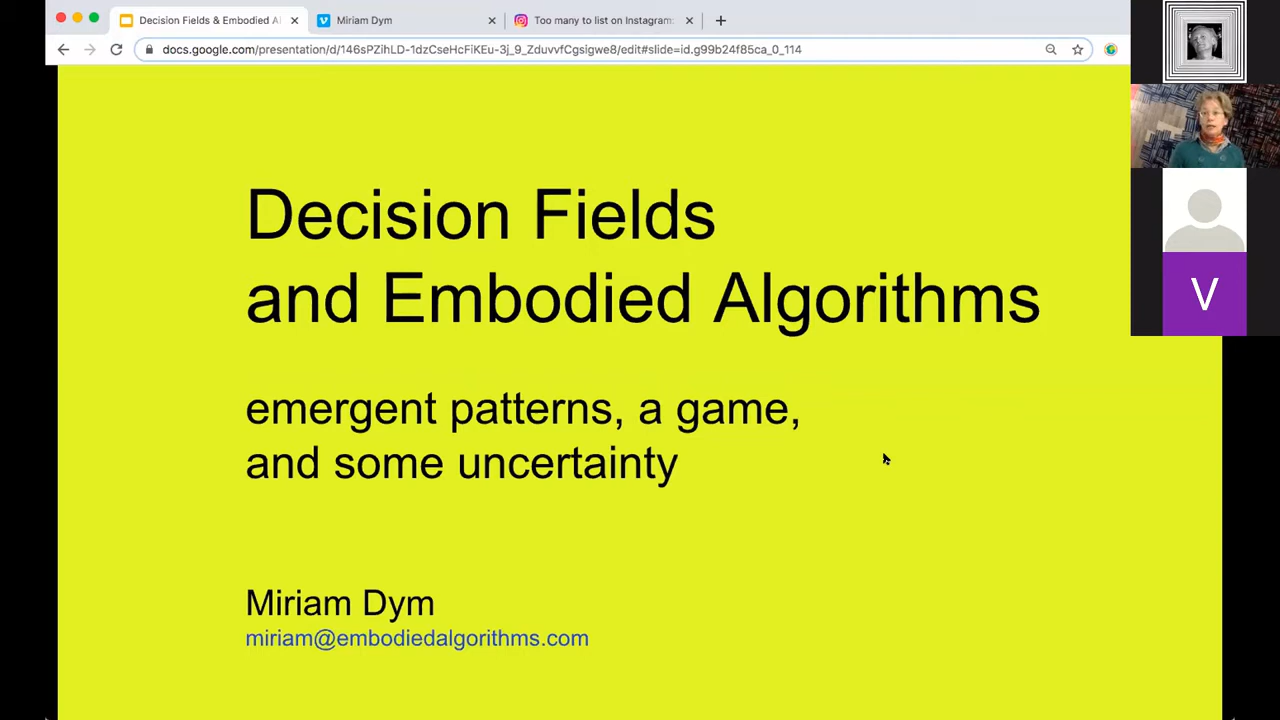 Decision Fields & Embodied Al
Miriam Dym
Too many to list on Instagram:
docs.google.com/presentation/d/146sPZihLD-1dzCseHcFiKEu-3j_9_ZduvvfCgsigwe8/edit#slide=id.g99b24f85ca_0_114
Decision Fields
and Embodied Algorithms
emergent patterns, a game,
and some uncertainty
Miriam Dym
miriam@embodiedalgorithms.com
V